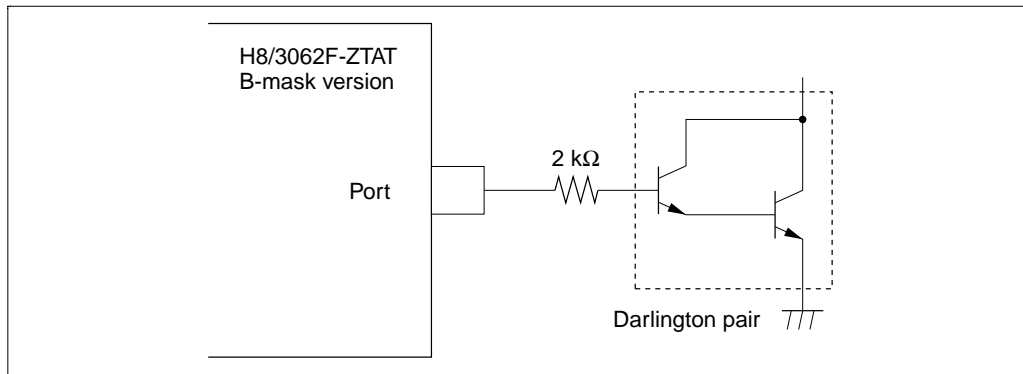 H8/3062F-ZTAT
B-mask version
Port
2 kΩ
Darlington pair